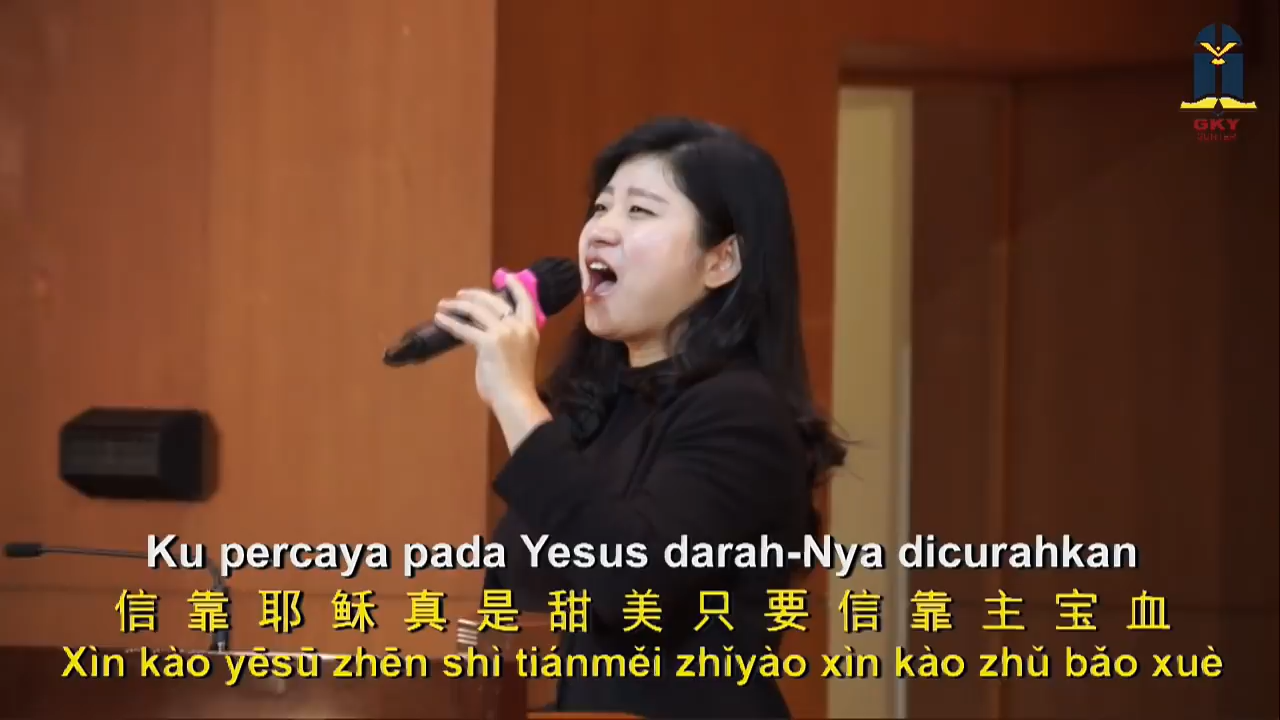 GKY
SUNTER
Ku percaya pada Yesus darah-Nya dicurahkan
信靠耶稣真是甜美只要信靠主宝血
Xìn kào yēsū zhēn shì tiánměi zhǐyào xìn kào zhǔ bǎo xuè